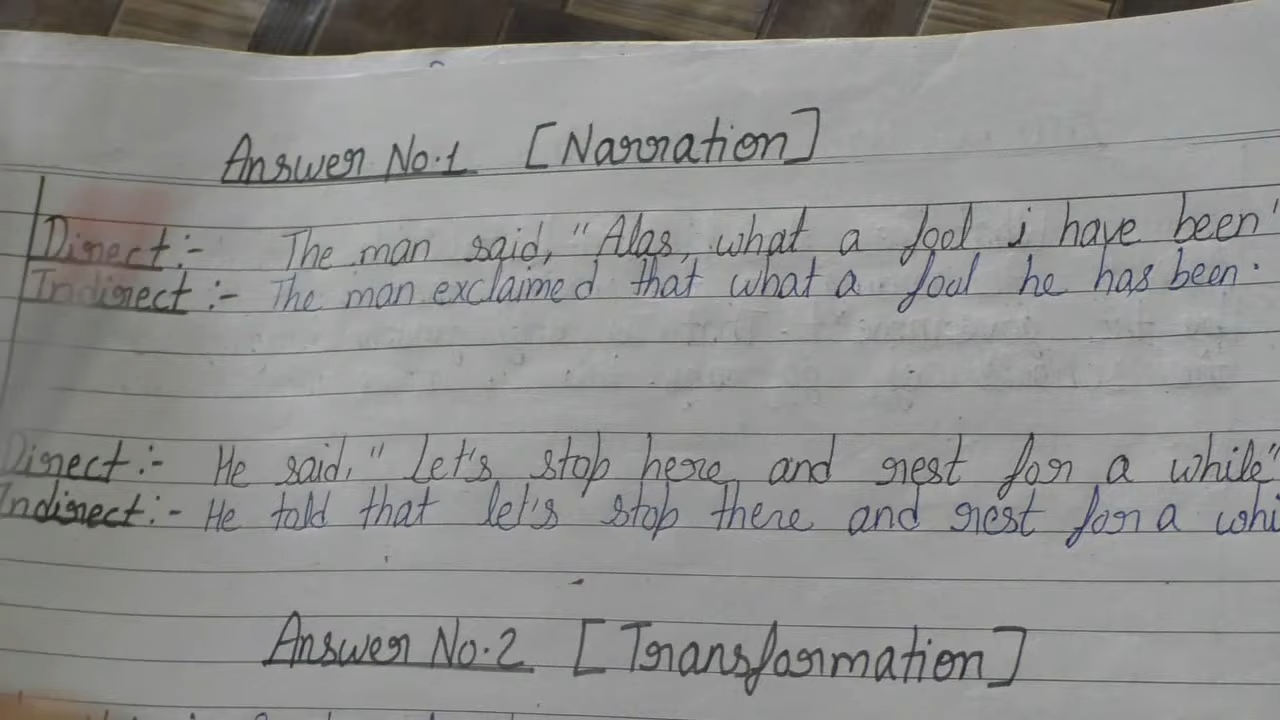 Answer No.1 [Narration]
Direct:- The man said, "Alas, what a fool i have been"
Indirect:- The man exclaimed that what a fool he has been.
Direct:- He said, "Let's stop here and rest for a while"
Indirect:- He told that let's stop there and rest for a whi
Answer No.2 [Transformation]